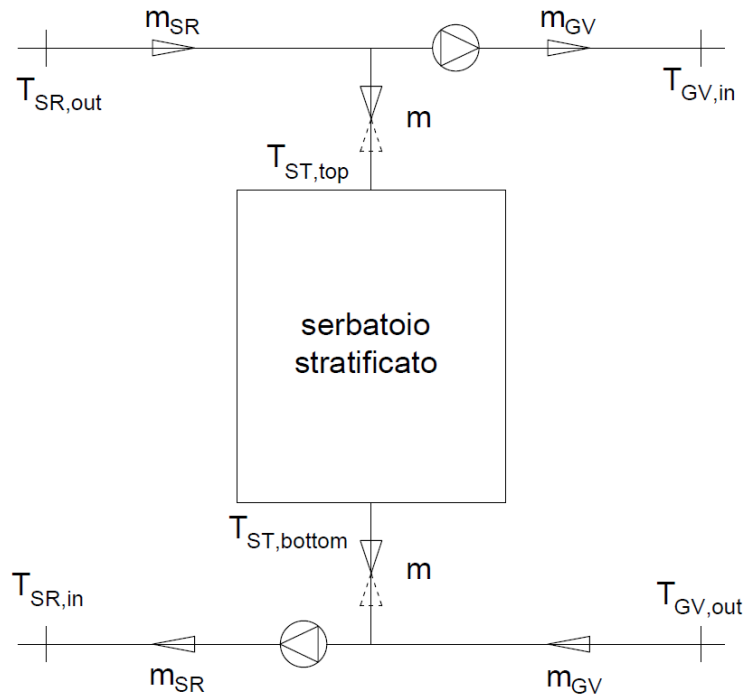 m_SR m_GV
T_SR,out T_GV,in
m
T_ST,top
serbatoio
stratificato
T_ST,bottom
m
T_SR,in T_GV,out
m_SR m_GV